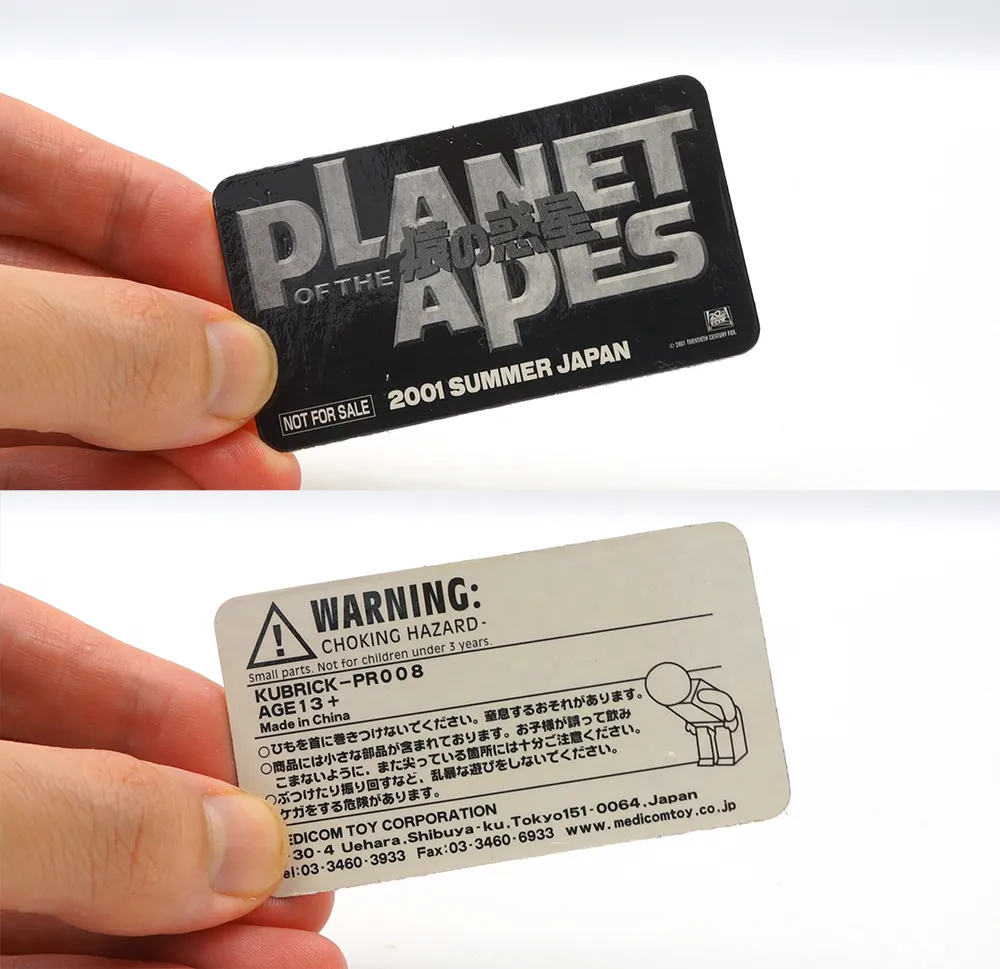 PLANET
OF THE
猿の惑星
APES
20
FOX
© 2001 TWENTIETH CENTURY FOX.
2001 SUMMER JAPAN
NOT FOR SALE
WARNING:
CHOKING HAZARD-
Small parts. Not for children under 3 years.
KUBRICK-PR008
AGE13+
Made in China
○ひもを首に巻きつけないでください。窒息するおそれがあります。
○商品には小さな部品が含まれております。お子様が誤って飲み
こまないように、また尖っている箇所には十分ご注意ください。
○ぶつけたり振り回すなど、乱暴な遊びをしないでください。
ケガをする危険があります。
EDICOM TOY CORPORATION
30-4 Uehara,Shibuya-ku,Tokyo151-0064,Japan
el:03-3460-3933 Fax:03-3460-6933 www.medicomtoy.co.jp